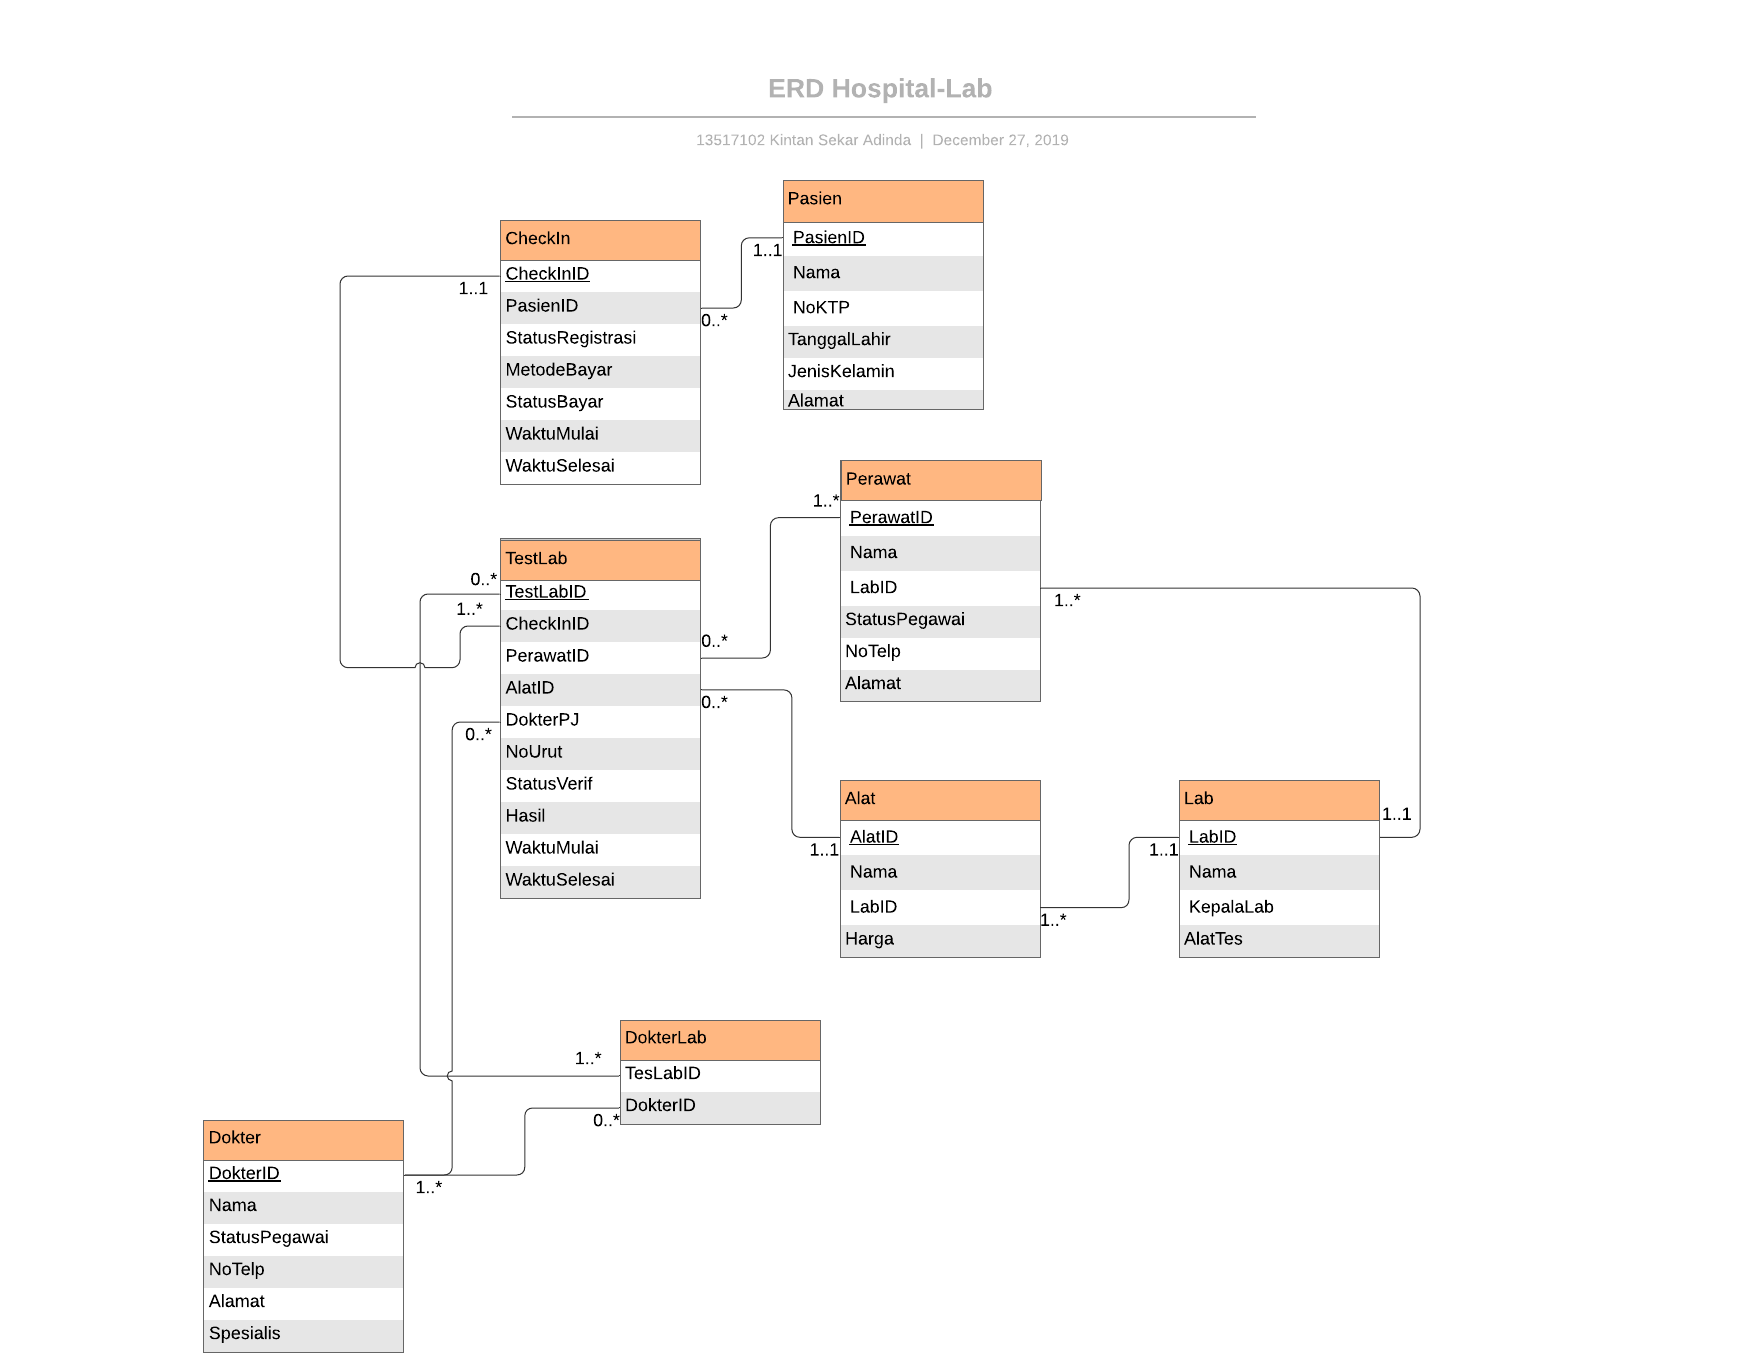 ERD Hospital-Lab
13517102 Kintan Sekar Adinda | December 27, 2019
Pasien
PasienID
Nama
NoKTP
TanggalLahir
JenisKelamin
Alamat
1..1
CheckIn
CheckInID
PasienID
StatusRegistrasi
MetodeBayar
StatusBayar
WaktuMulai
WaktuSelesai
1..1
0..*
Perawat
PerawatID
Nama
LabID
StatusPegawai
NoTelp
Alamat
1..*
1..*
TestLab
TestLabID
CheckInID
PerawatID
AlatID
DokterPJ
NoUrut
StatusVerif
Hasil
WaktuMulai
WaktuSelesai
0..*
1..*
0..*
0..*
0..*
Alat
AlatID
Nama
LabID
Harga
1..1
1..*
Lab
LabID
Nama
KepalaLab
AlatTes
1..1
1..1
DokterLab
TesLabID
DokterID
1..*
0..*
Dokter
DokterID
Nama
StatusPegawai
NoTelp
Alamat
Spesialis
1..*